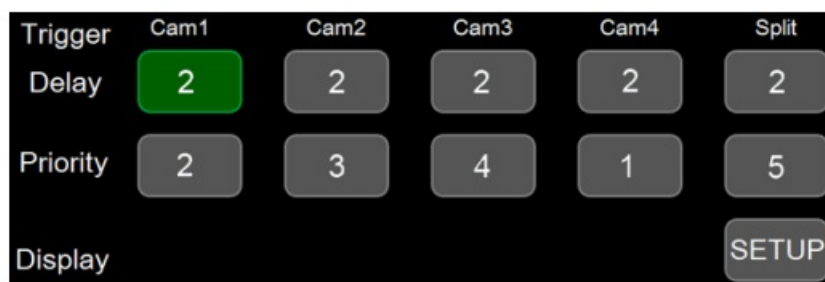 Trigger Cam1 Cam2 Cam3 Cam4 Split
Delay 2 2 2 2 2
Priority 2 3 4 1 5
Display SETUP